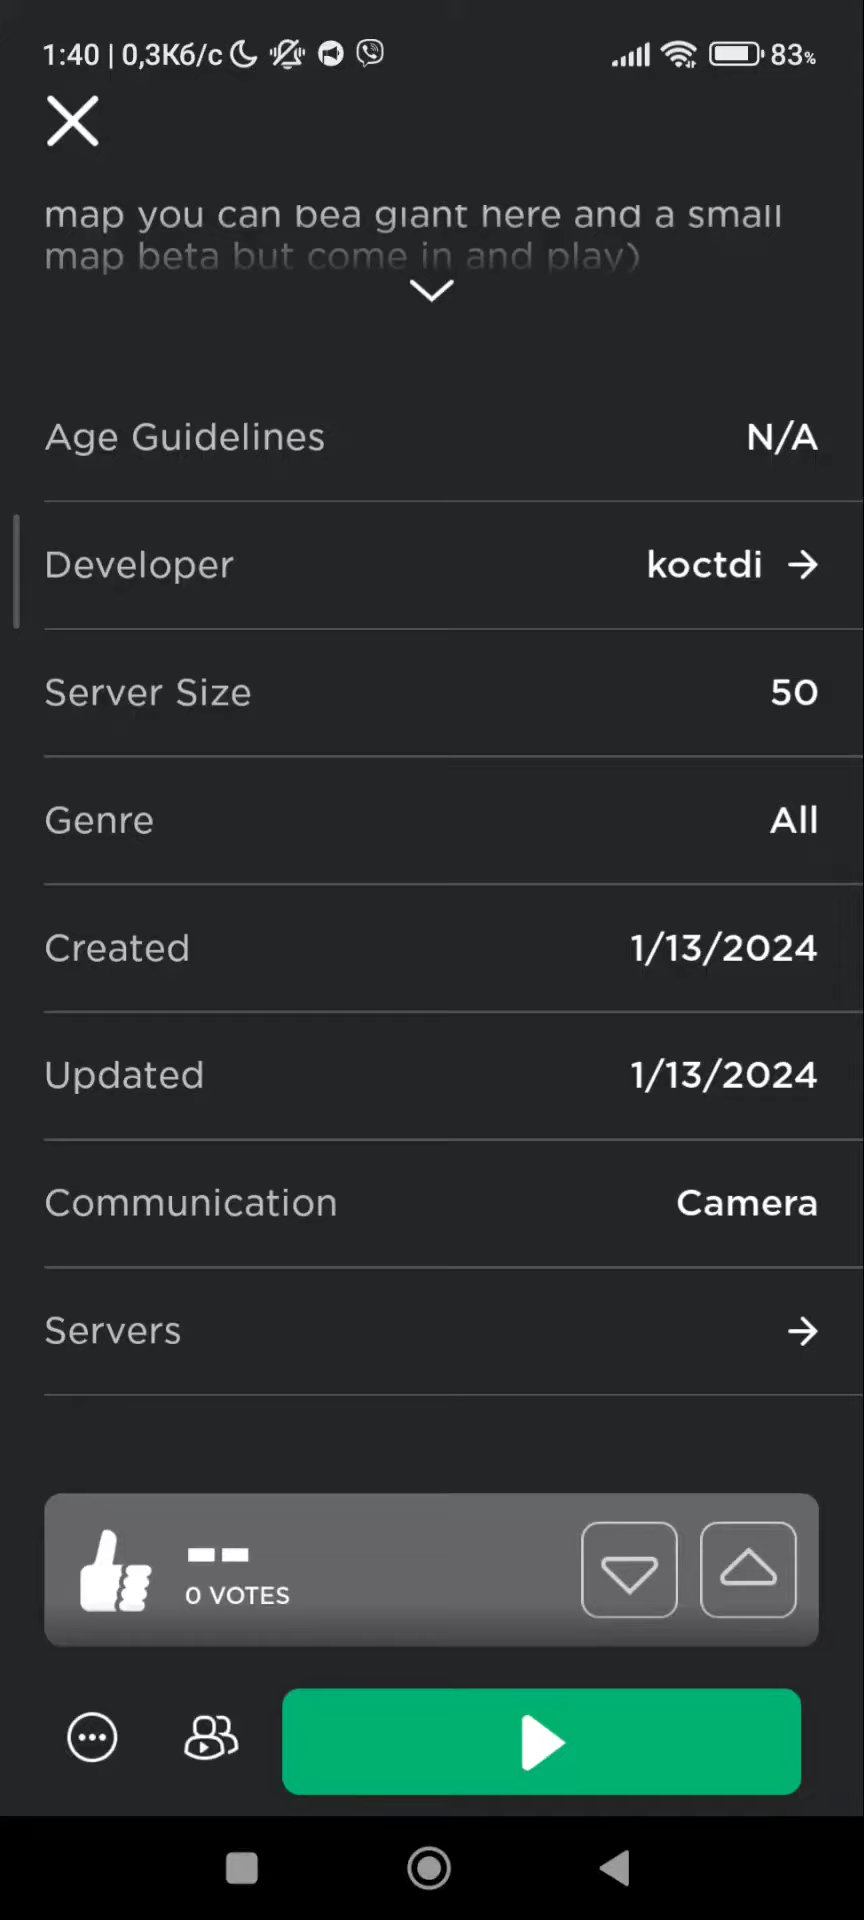 1:40 | 0,3Кб/с 83%
map you can bea giant here and a small
map beta but come in and play)
Age Guidelines N/A
Developer koctdi →
Server Size 50
Genre All
Created 1/13/2024
Updated 1/13/2024
Communication Camera
Servers →
--
0 VOTES